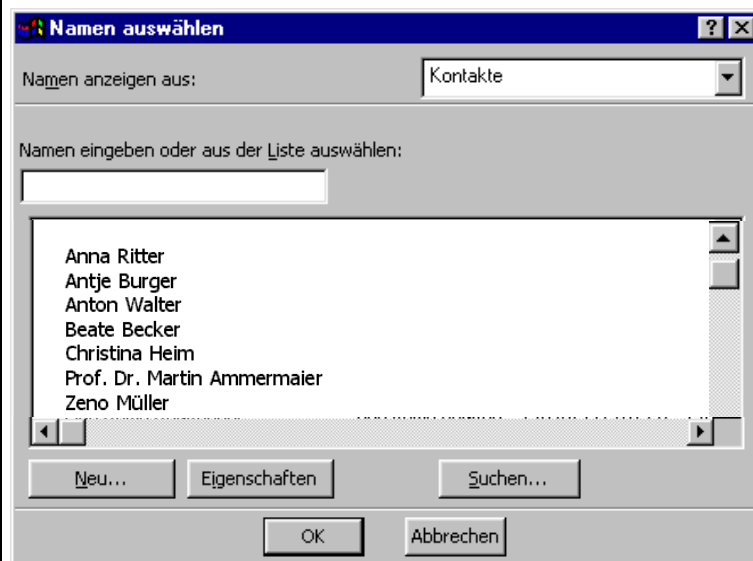 Namen auswählen
Namen anzeigen aus: Kontakte
Namen eingeben oder aus der Liste auswählen:
Anna Ritter
Antje Burger
Anton Walter
Beate Becker
Christina Heim
Prof. Dr. Martin Ammermaier
Zeno Müller
Neu... Eigenschaften Suchen...
OK Abbrechen